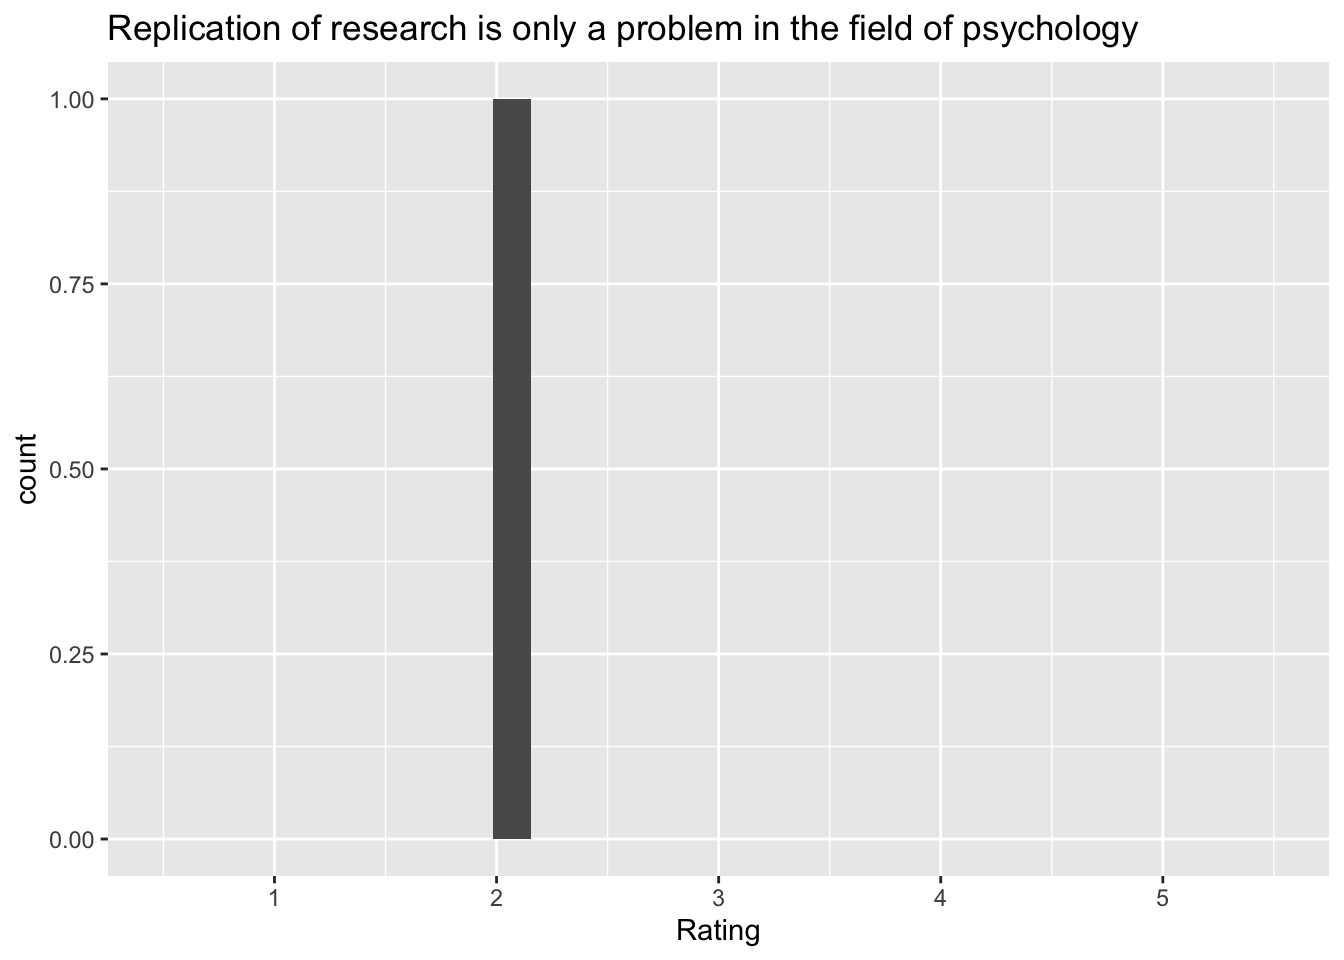 Replication of research is only a problem in the field of psychology
1.00
0.75
0.50
0.25
0.00
count
1 2 3 4 5
Rating